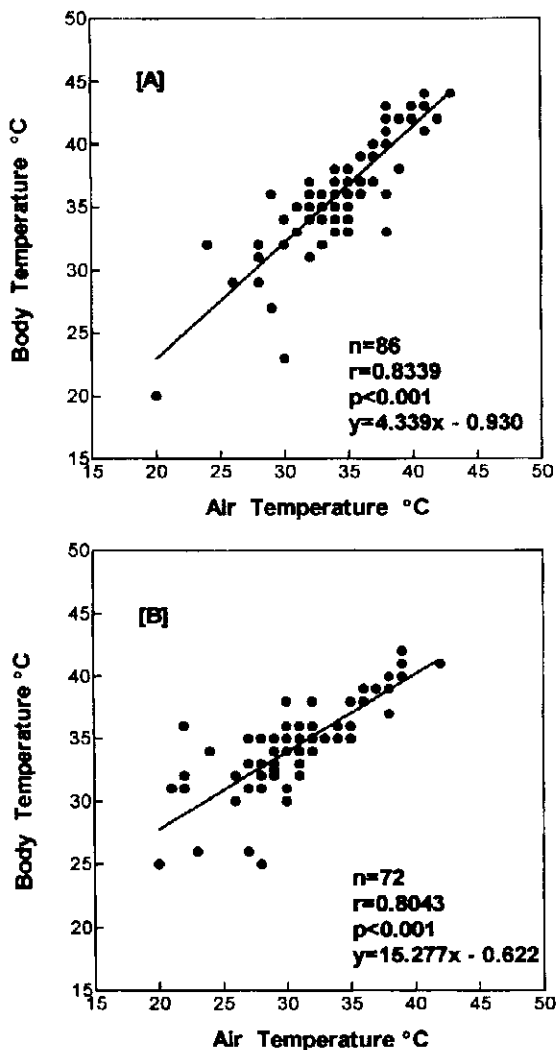 50
[A]
45
40
35
30
25
20
15
Body Temperature °C
n=86
r=0.8339
p<0.001
y=4.339x - 0.930
15 20 25 30 35 40 45 50
Air Temperature °C
50
[B]
45
40
35
30
25
20
15
Body Temperature °C
n=72
r=0.8043
p<0.001
y=15.277x - 0.622
15 20 25 30 35 40 45 50
Air Temperature °C